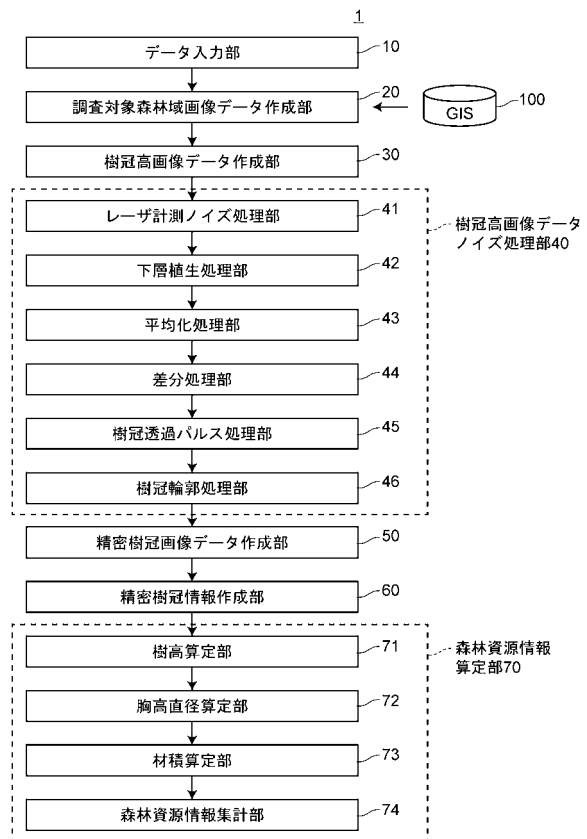 1
データ入力部
10
調査対象森林域画像データ作成部
20
GIS
100
樹冠高画像データ作成部
30
レーザ計測ノイズ処理部
41
樹冠高画像データ
ノイズ処理部40
下層植生処理部
42
平均化処理部
43
差分処理部
44
樹冠透過パルス処理部
45
樹冠輪郭処理部
46
精密樹冠画像データ作成部
50
精密樹冠情報作成部
60
樹高算定部
71
森林資源情報
算定部70
胸高直径算定部
72
材積算定部
73
森林資源情報集計部
74